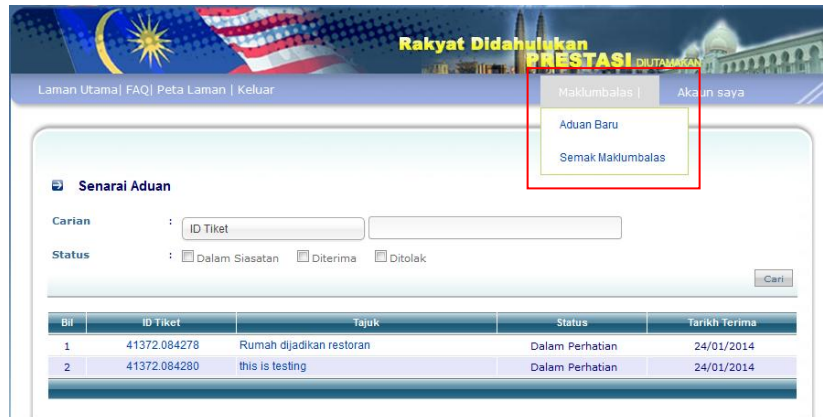 Rakyat Didahulukan
PRESTASI DIUTAMAKAN
Laman Utama| FAQ| Peta Laman | Keluar
Maklumbalas |
Akaun saya
Aduan Baru
Semak Maklumbalas
Senarai Aduan
Carian : ID Tiket
Status : Dalam Siasatan Diterima Ditolak
Cari
Bil ID Tiket Tajuk Status Tarikh Terima
1 41372.084278 Rumah dijadikan restoran Dalam Perhatian 24/01/2014
2 41372.084280 this is testing Dalam Perhatian 24/01/2014